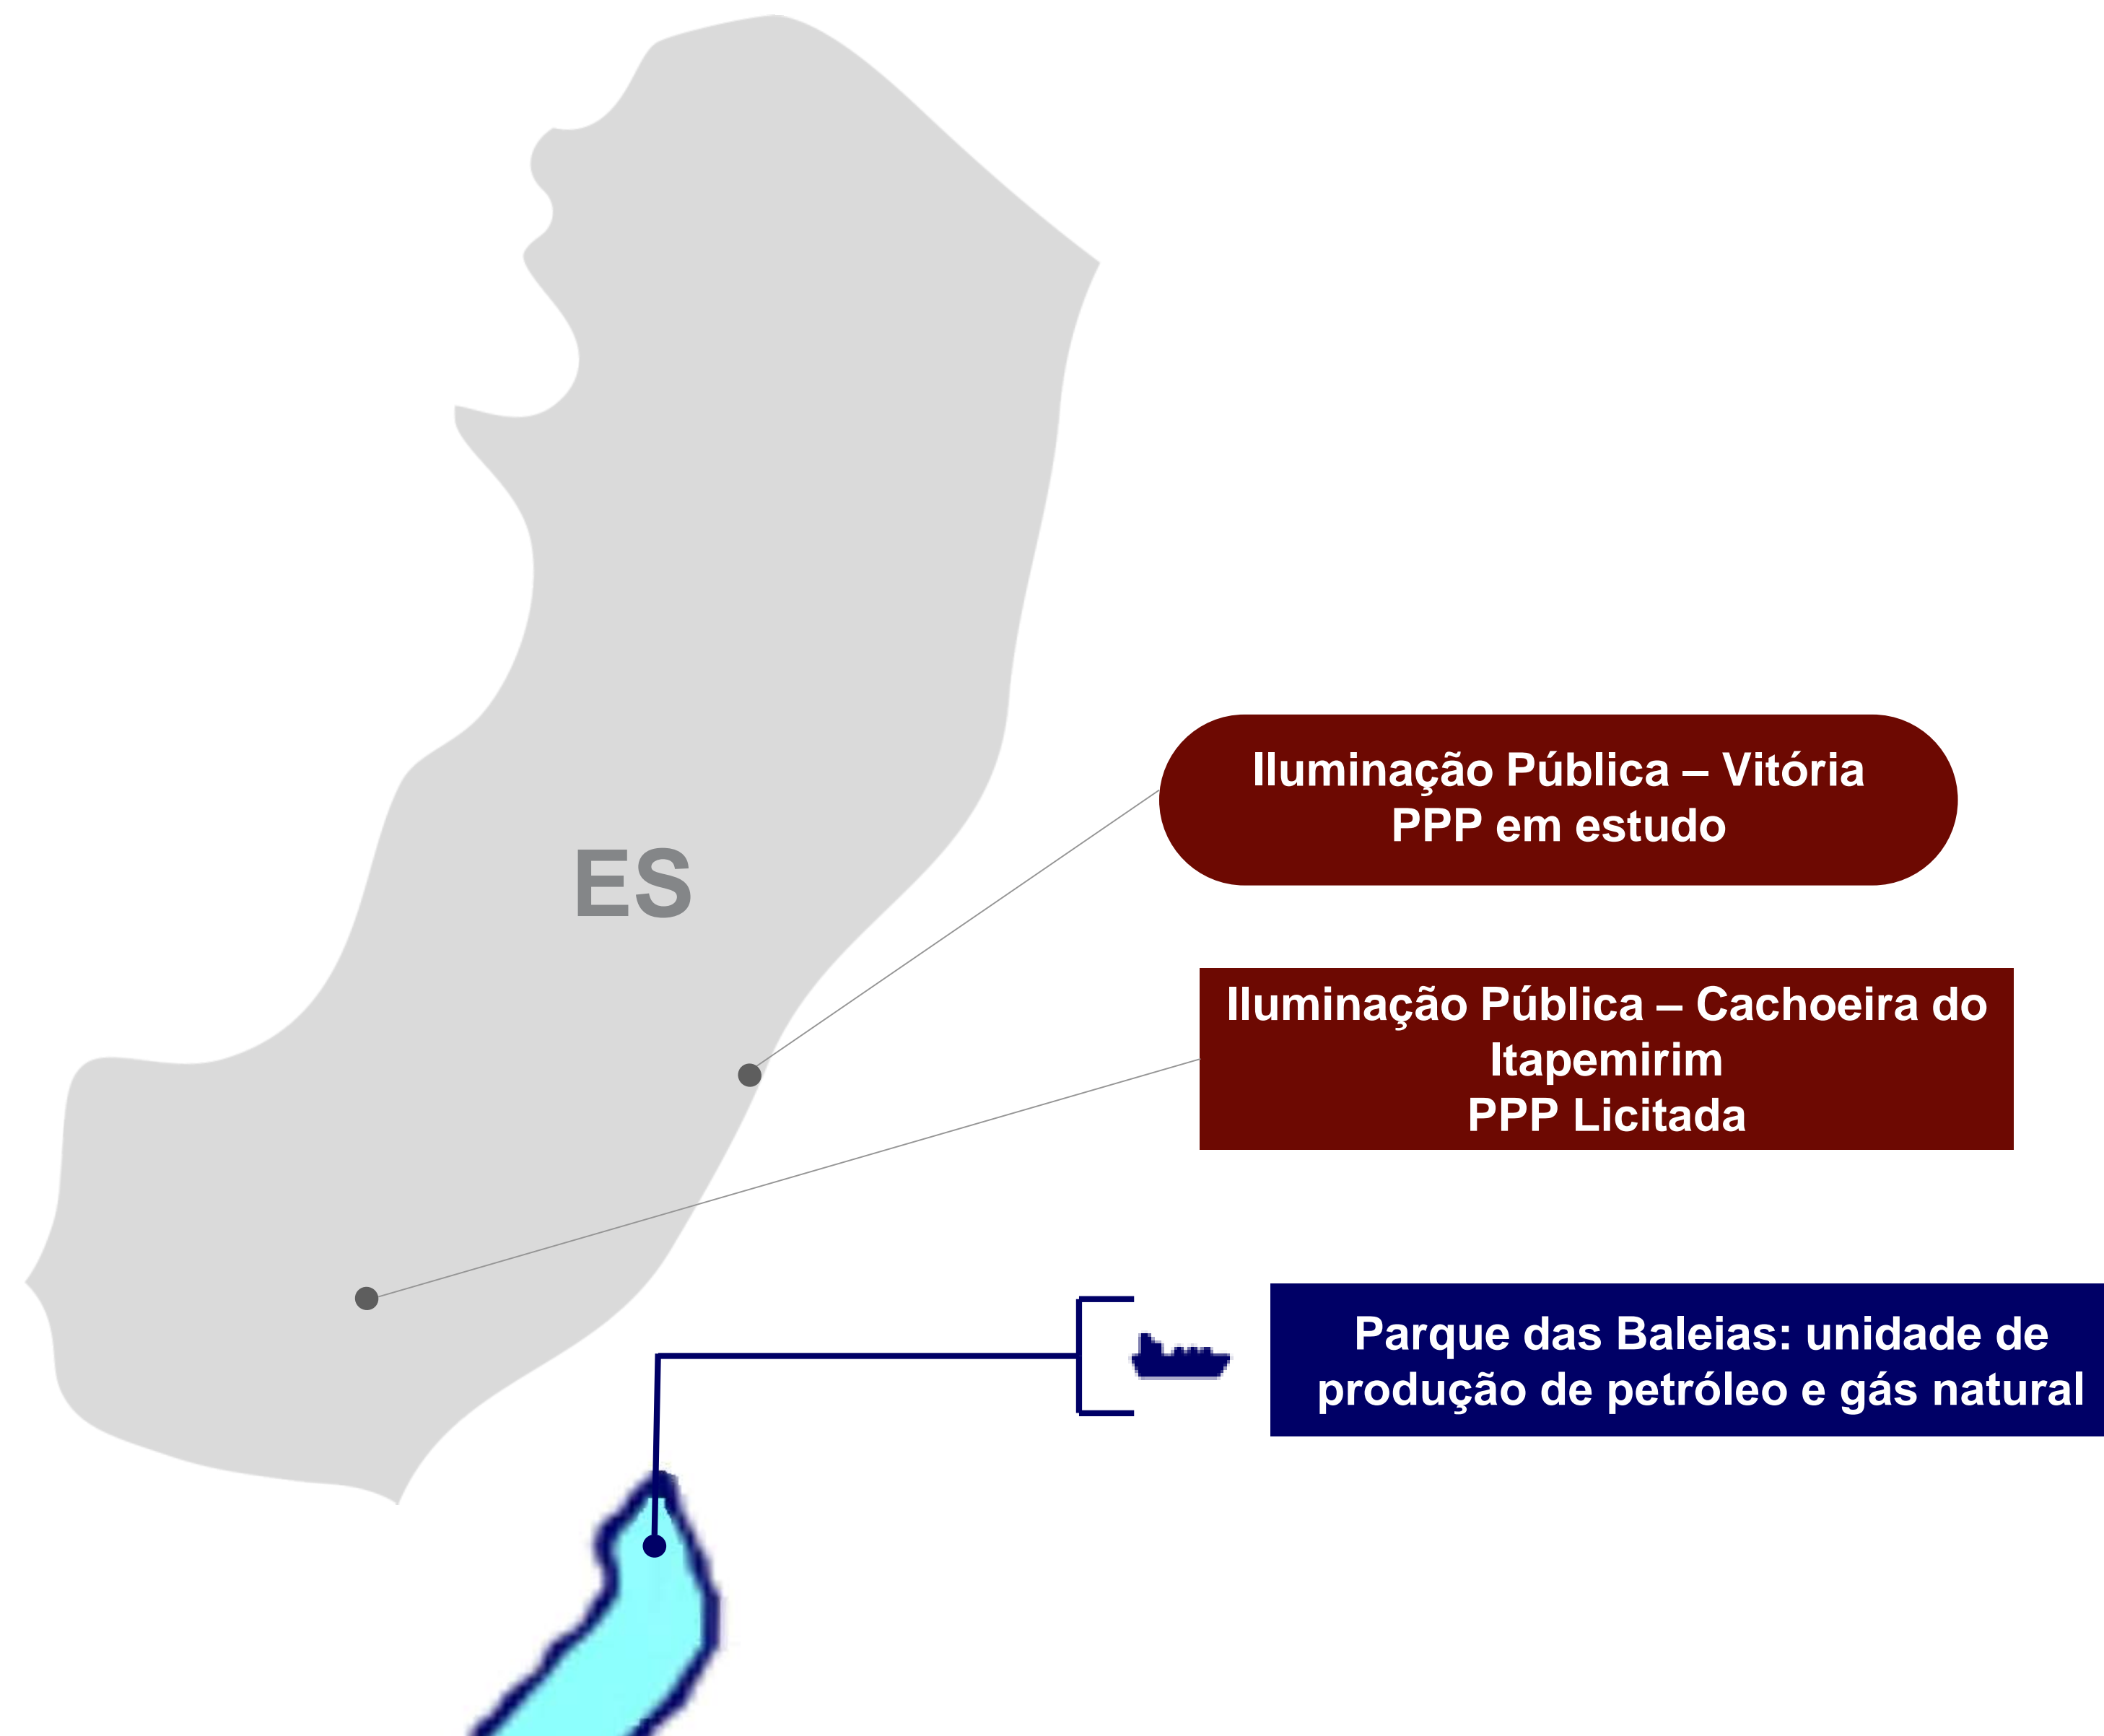 Iluminação Pública – Vitória
PPP em estudo
ES
Iluminação Pública – Cachoeira do
Itapemirim
PPP Licitada
Parque das Baleias: unidade de
produção de petróleo e gás natural